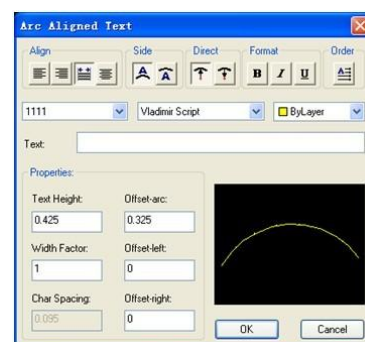 Arc Aligned Text
Align Side Direct Format Order
A A B I U A
1111 Vladimir Script ByLayer
Text:
Properties:
Text Height: Offset-arc:
0.425 0.325
Width Factor: Offset-left:
1 0
Char Spacing: Offset-right:
0.095 0
OK Cancel